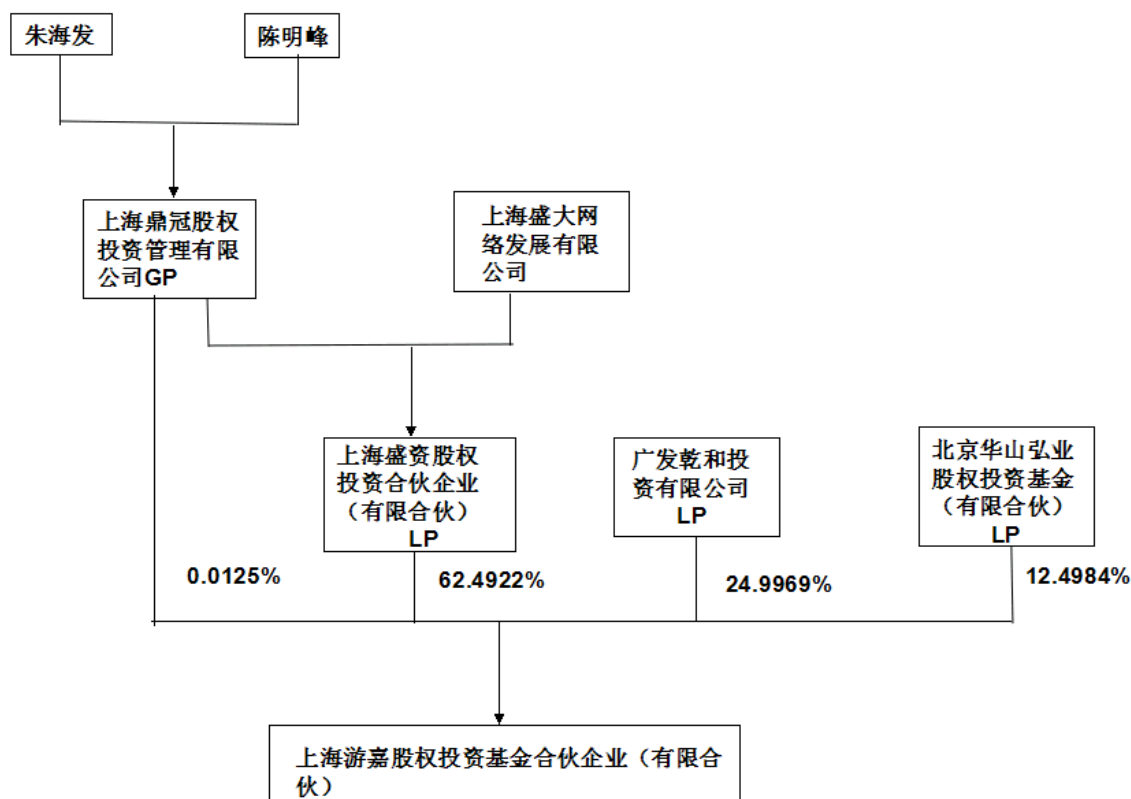 朱海发
陈明峰
上海鼎冠股权
投资管理有限
公司GP
上海盛大网
络发展有限
公司
上海盛资股权
投资合伙企业
（有限合伙）
LP
广发乾和投
资有限公司
LP
北京华山弘业
股权投资基金
（有限合伙）
LP
0.0125%
62.4922%
24.9969%
12.4984%
上海游嘉股权投资基金合伙企业（有限合
伙）